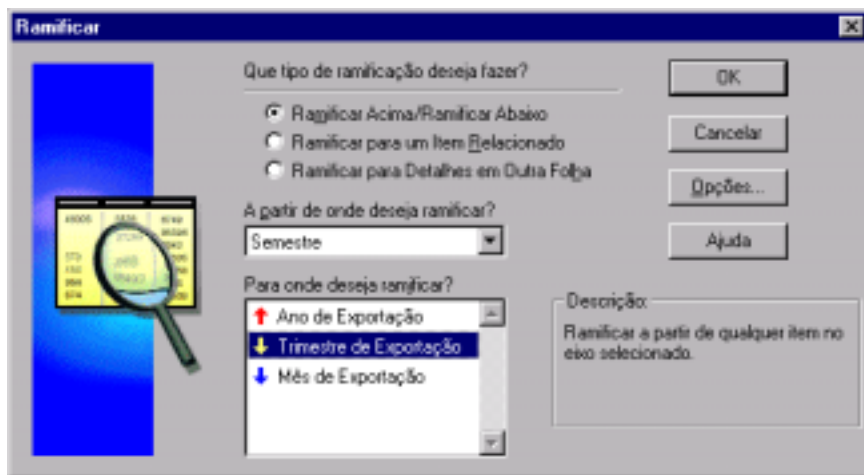 Ramificar
Que tipo de ramificação deseja fazer?
Ramificar Acima/Ramificar Abaixo
Ramificar para um Item Relacionado
Ramificar para Detalhes em Outra Folha
A partir de onde deseja ramificar?
Semestre
Para onde deseja ramificar?
Ano de Exportação
Trimestre de Exportação
Mês de Exportação
OK
Cancelar
Opções...
Ajuda
Descrição:
Ramificar a partir de qualquer item no
eixo selecionado.